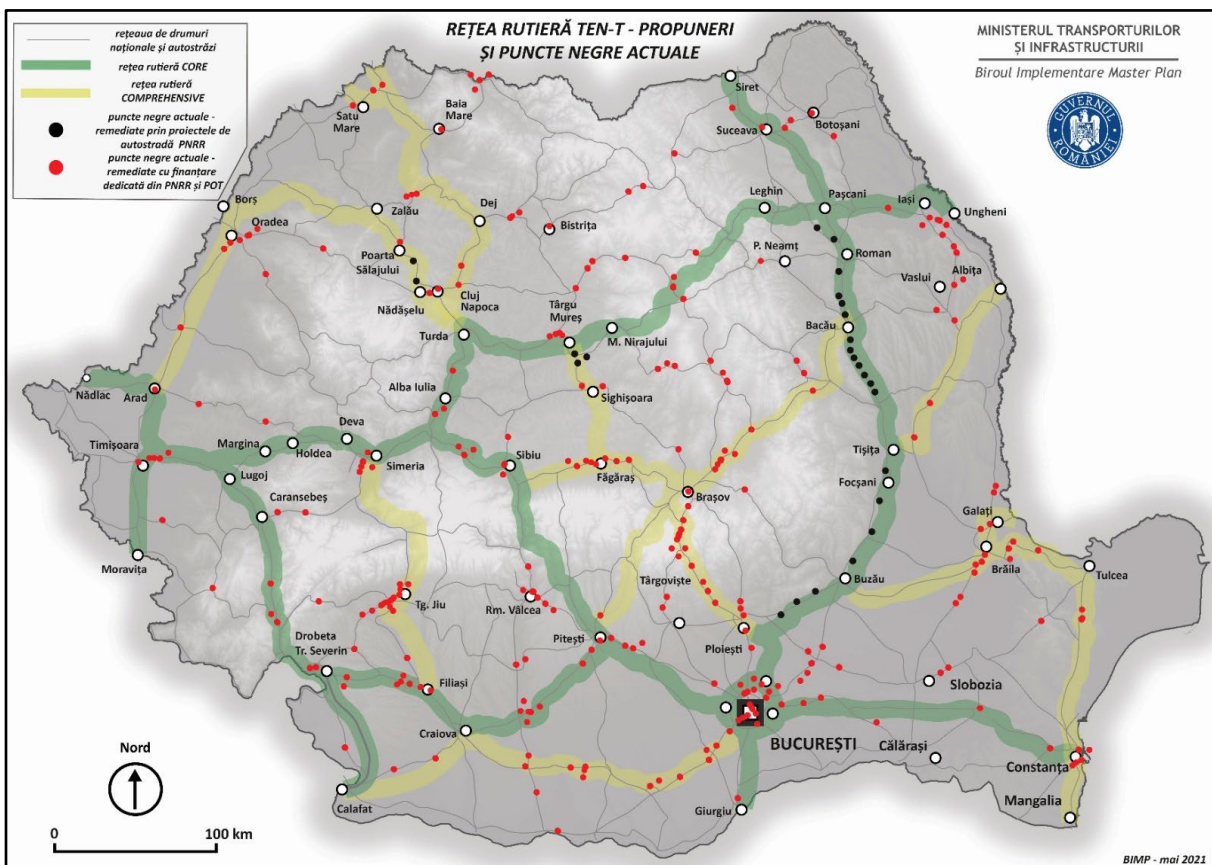 REȚEA RUTIERĂ TEN-T - PROPUNERI
ȘI PUNCTE NEGRE ACTUALE
MINISTERUL TRANSPORTURILOR
ȘI INFRASTRUCTURII
Biroul Implementare Master Plan
GUVERNUL
ROMÂNIEI
rețeaua de drumuri
naționale și autostrăzi
rețea rutieră CORE
rețea rutieră
COMPREHENSIVE
puncte negre actuale -
remediate prin proiectele de
autostradă PNRR
puncte negre actuale -
remediate cu finanțare
dedicată din PNRR și POT
Siret
Satu
Mare
Baia
Mare
Suceava
Botoșani
Borș
Oradea
Zalău
Dej
Bistrița
Leghin
Pașcani
Iași
Ungheni
Poarta
Sălajului
P. Neamț
Roman
Vaslui
Albița
Nădășelu
Cluj
Napoca
Târgu
Mureș
M. Nirajului
Bacău
Turda
Nădlac
Arad
Alba Iulia
Sighișoara
Timișoara
Margina
Holdea
Deva
Simeria
Sibiu
Făgăraș
Tișița
Lugoj
Caransebeș
Brașov
Focșani
Galați
Moravița
Târgoviște
Brăila
Tulcea
Buzău
Tg. Jiu
Rm. Vâlcea
Drobeta
Tr. Severin
Pitești
Ploiești
Filiași
Slobozia
Craiova
BUCUREȘTI
Călărași
Constanța
Nord
Calafat
Giurgiu
Mangalia
0
100 km
BIMP - mai 2021